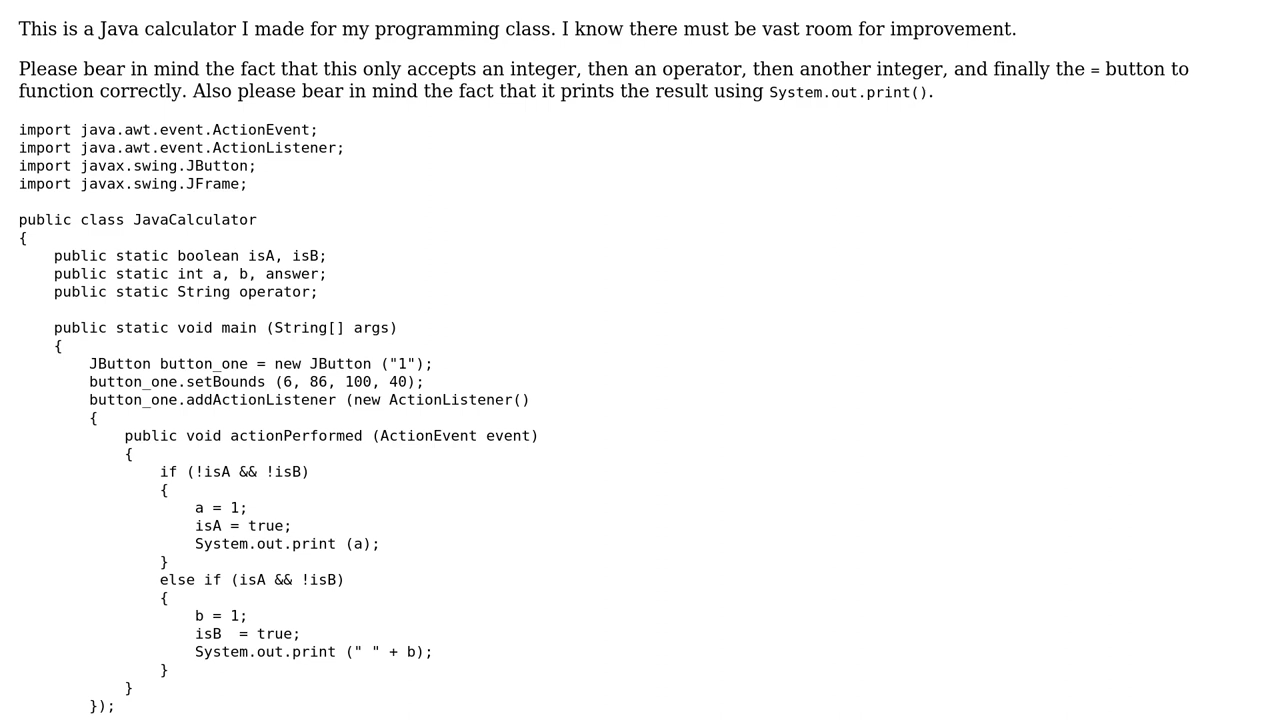 This is a Java calculator I made for my programming class. I know there must be vast room for improvement.
Please bear in mind the fact that this only accepts an integer, then an operator, then another integer, and finally the = button to
function correctly. Also please bear in mind the fact that it prints the result using System.out.print().
import java.awt.event.ActionEvent;
import java.awt.event.ActionListener;
import javax.swing.JButton;
import javax.swing.JFrame;
public class JavaCalculator
{
    public static boolean isA, isB;
    public static int a, b, answer;
    public static String operator;
    public static void main (String[] args)
    {
        JButton button_one = new JButton ("1");
        button_one.setBounds (6, 86, 100, 40);
        button_one.addActionListener (new ActionListener()
        {
            public void actionPerformed (ActionEvent event)
            {
                if (!isA && !isB)
                {
                    a = 1;
                    isA = true;
                    System.out.print (a);
                }
                else if (isA && !isB)
                {
                    b = 1;
                    isB  = true;
                    System.out.print (" " + b);
                }
            }
        });